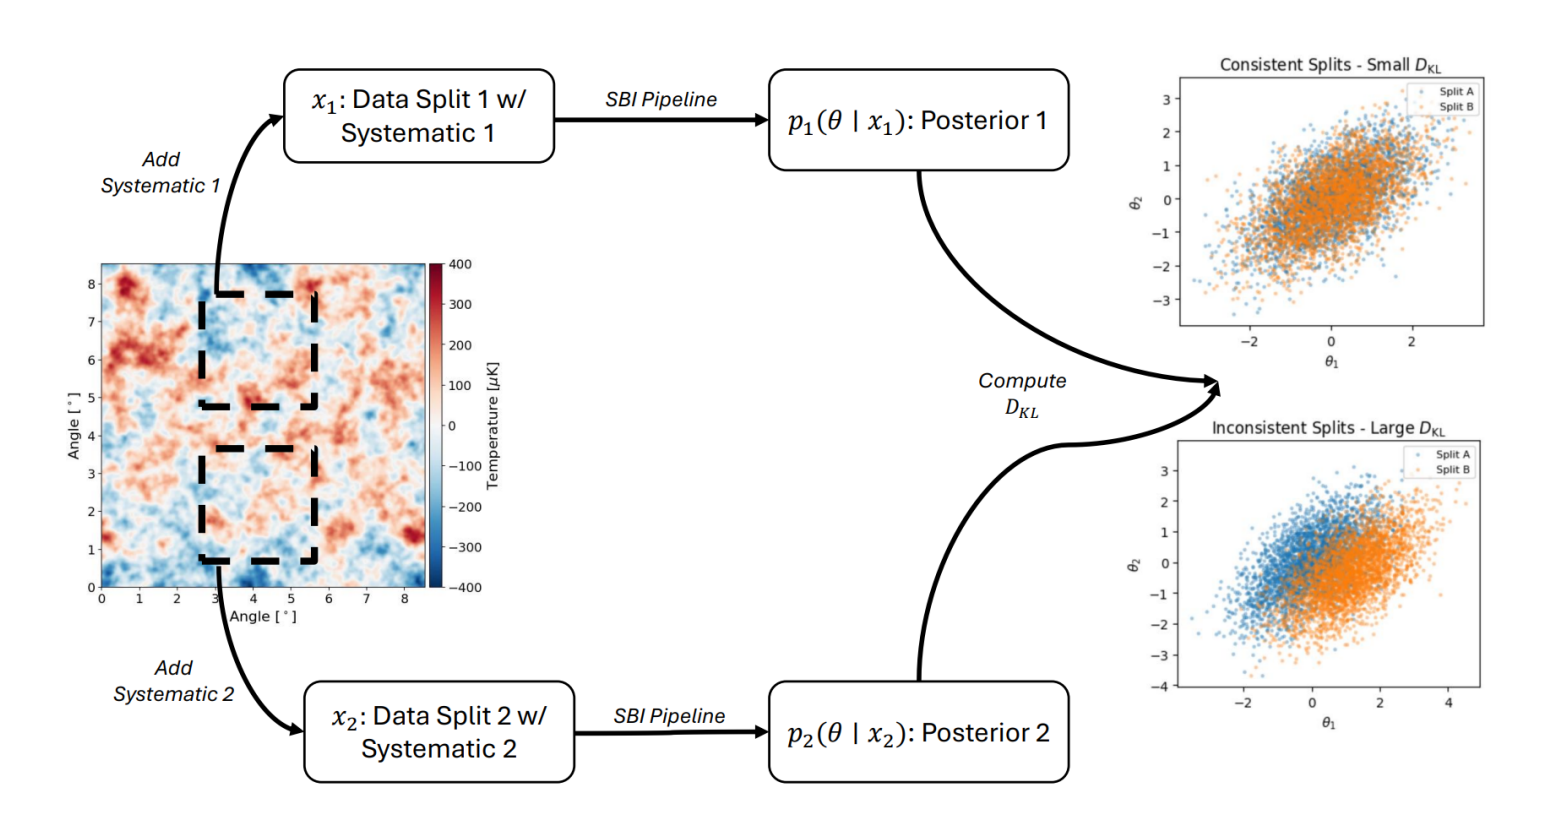 x₁: Data Split 1 w/
Systematic 1
SBI Pipeline
p₁(θ | x₁): Posterior 1
Add
Systematic 1
Consistent Splits - Small D_KL
Split A
Split B
3
2
1
0
−1
−2
−3
θ₂
−2
0
2
θ₁
8
7
6
5
4
3
2
1
0
Angle [°]
0
1
2
3
4
5
6
7
8
Angle [°]
400
300
200
100
0
−100
−200
−300
−400
Temperature [μK]
Compute
D_KL
Inconsistent Splits - Large D_KL
Split A
Split B
3
2
1
0
−1
−2
−3
−4
θ₂
−2
0
2
4
θ₁
Add
Systematic 2
x₂: Data Split 2 w/
Systematic 2
SBI Pipeline
p₂(θ | x₂): Posterior 2